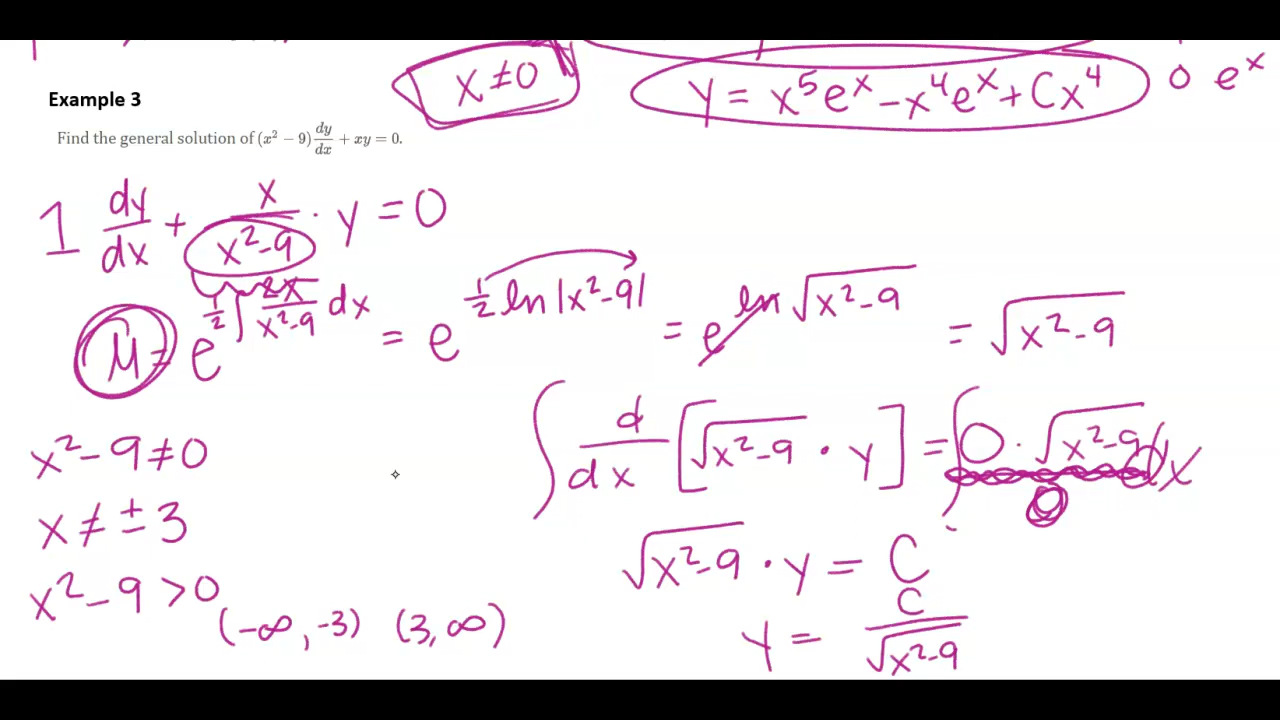 x ≠ 0
y = x⁵eˣ - x⁴eˣ + Cx⁴
0 eˣ
Example 3
Find the general solution of (x² − 9) dy/dx + xy = 0.
1 dy/dx + x/(x²-9) · y = 0
μ = e^(½∫ 2x/(x²-9) dx) = e^(½ ln|x²-9|) = e^(ln √(x²-9)) = √(x²-9)
∫ d/dx [√(x²-9) · y] = ∫ 0 · √(x²-9) dx
0
x²-9 ≠ 0
x ≠ ± 3
√(x²-9) · y = C
x²-9 > 0
(-∞, -3) (3, ∞)
y = C/√(x²-9)